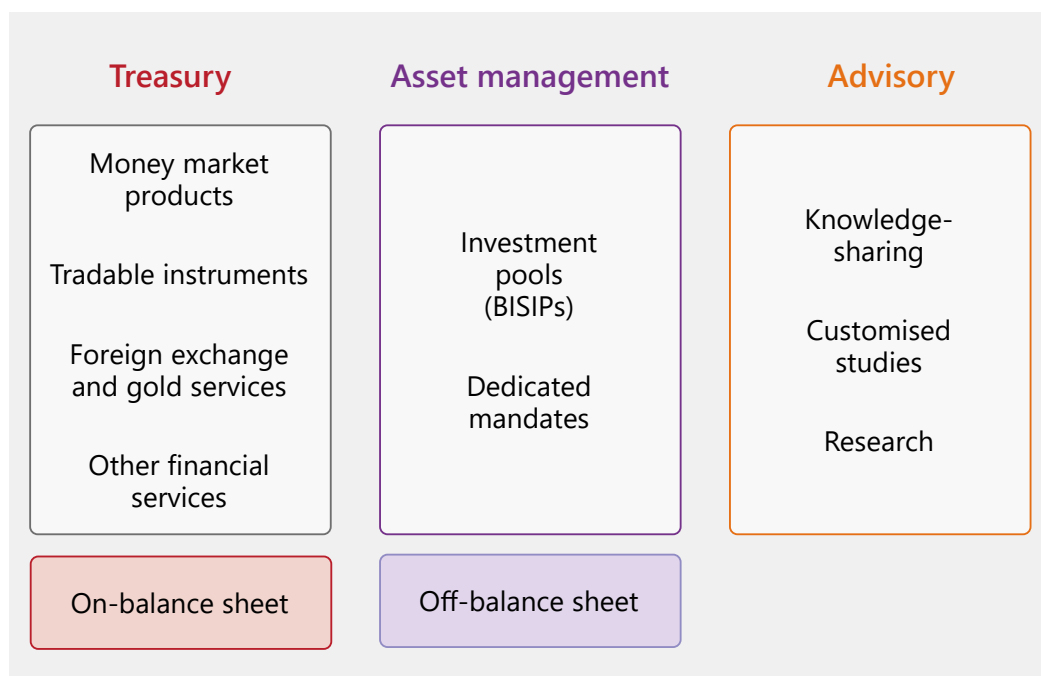 Treasury
Money market
products
Tradable instruments
Foreign exchange
and gold services
Other financial
services
On-balance sheet
Asset management
Investment
pools
(BISIPs)
Dedicated
mandates
Off-balance sheet
Advisory
Knowledge-
sharing
Customised
studies
Research